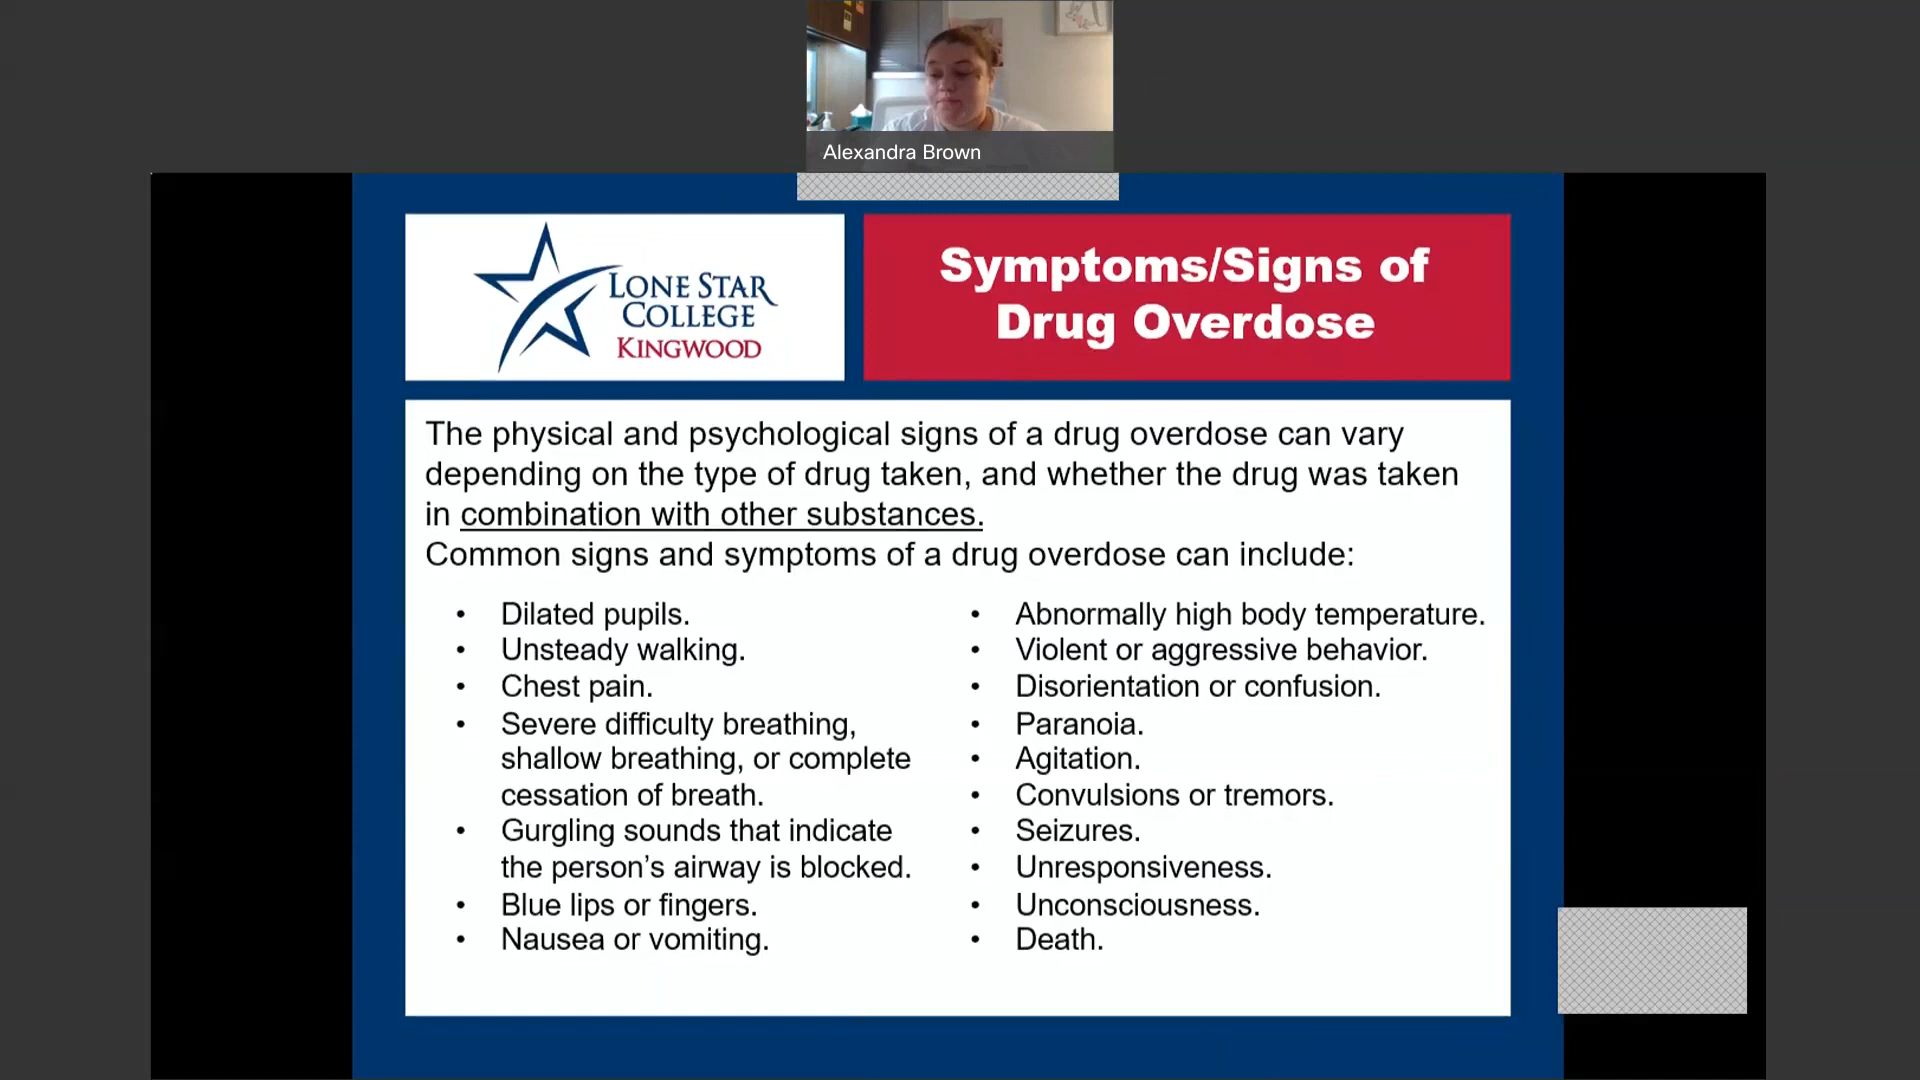 Alexandra Brown
LONE STAR
COLLEGE
KINGWOOD
Symptoms/Signs of
Drug Overdose
The physical and psychological signs of a drug overdose can vary
depending on the type of drug taken, and whether the drug was taken
in combination with other substances.
Common signs and symptoms of a drug overdose can include:
• Dilated pupils.
• Unsteady walking.
• Chest pain.
• Severe difficulty breathing,
shallow breathing, or complete
cessation of breath.
• Gurgling sounds that indicate
the person’s airway is blocked.
• Blue lips or fingers.
• Nausea or vomiting.
• Abnormally high body temperature.
• Violent or aggressive behavior.
• Disorientation or confusion.
• Paranoia.
• Agitation.
• Convulsions or tremors.
• Seizures.
• Unresponsiveness.
• Unconsciousness.
• Death.